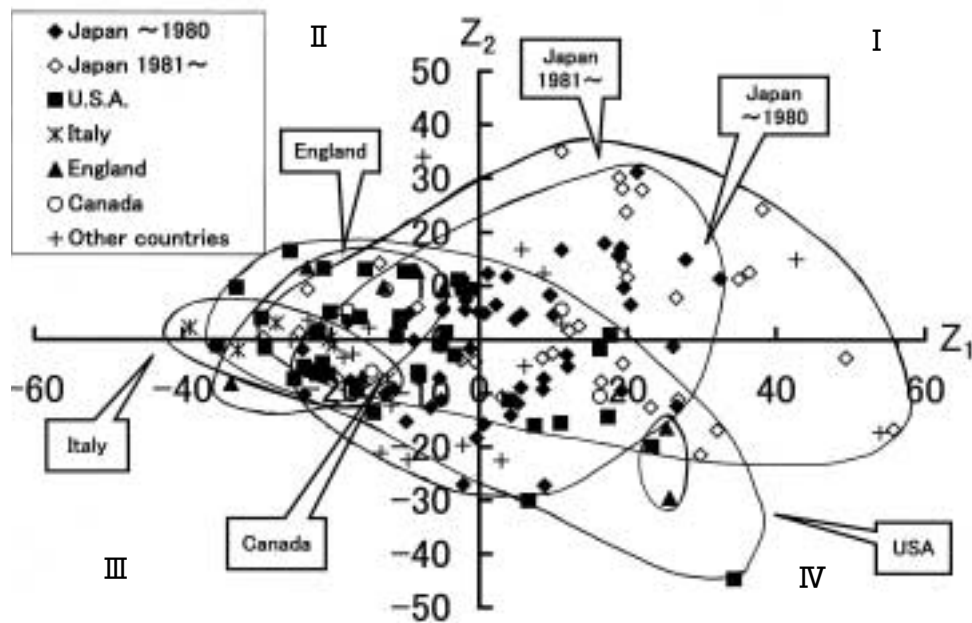 Ⅱ
Z2
Ⅰ
Japan ～1980
Japan 1981～
U.S.A.
Italy
England
Canada
Other countries
Japan
1981～
Japan
～1980
England
50
40
30
20
10
-60
-40
-20
0
20
40
60
Z1
-10
-20
-30
-40
-50
Italy
Canada
USA
Ⅲ
Ⅳ